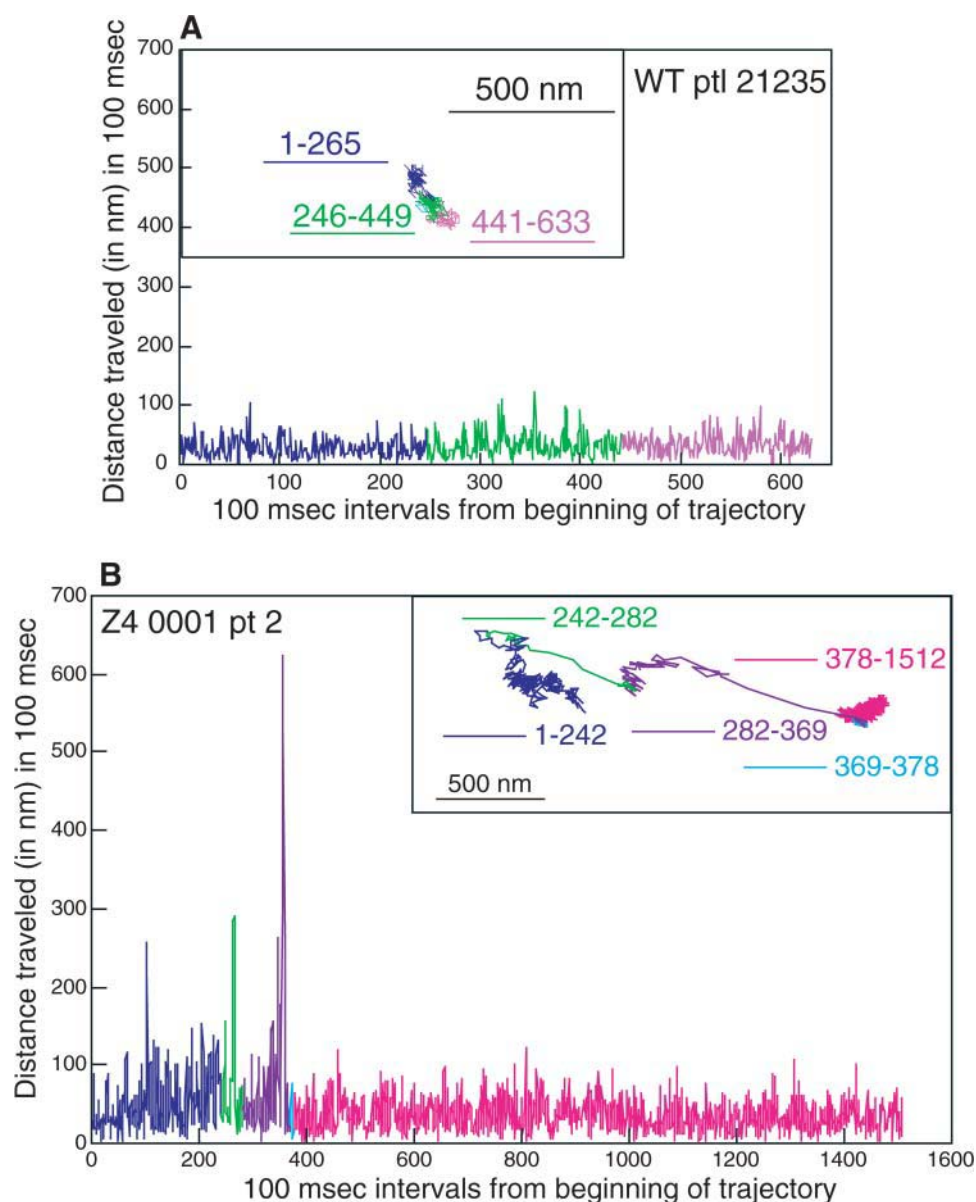 A
Distance traveled (in nm) in 100 msec
700
600
500
400
300
200
100
0
WT ptl 21235
500 nm
1-265
246-449
441-633
0 100 200 300 400 500 600
100 msec intervals from beginning of trajectory
B
Distance traveled (in nm) in 100 msec
700
600
500
400
300
200
100
0
Z4 0001 pt 2
242-282
378-1512
1-242
282-369
369-378
500 nm
0 200 400 600 800 1000 1200 1400 1600
100 msec intervals from beginning of trajectory